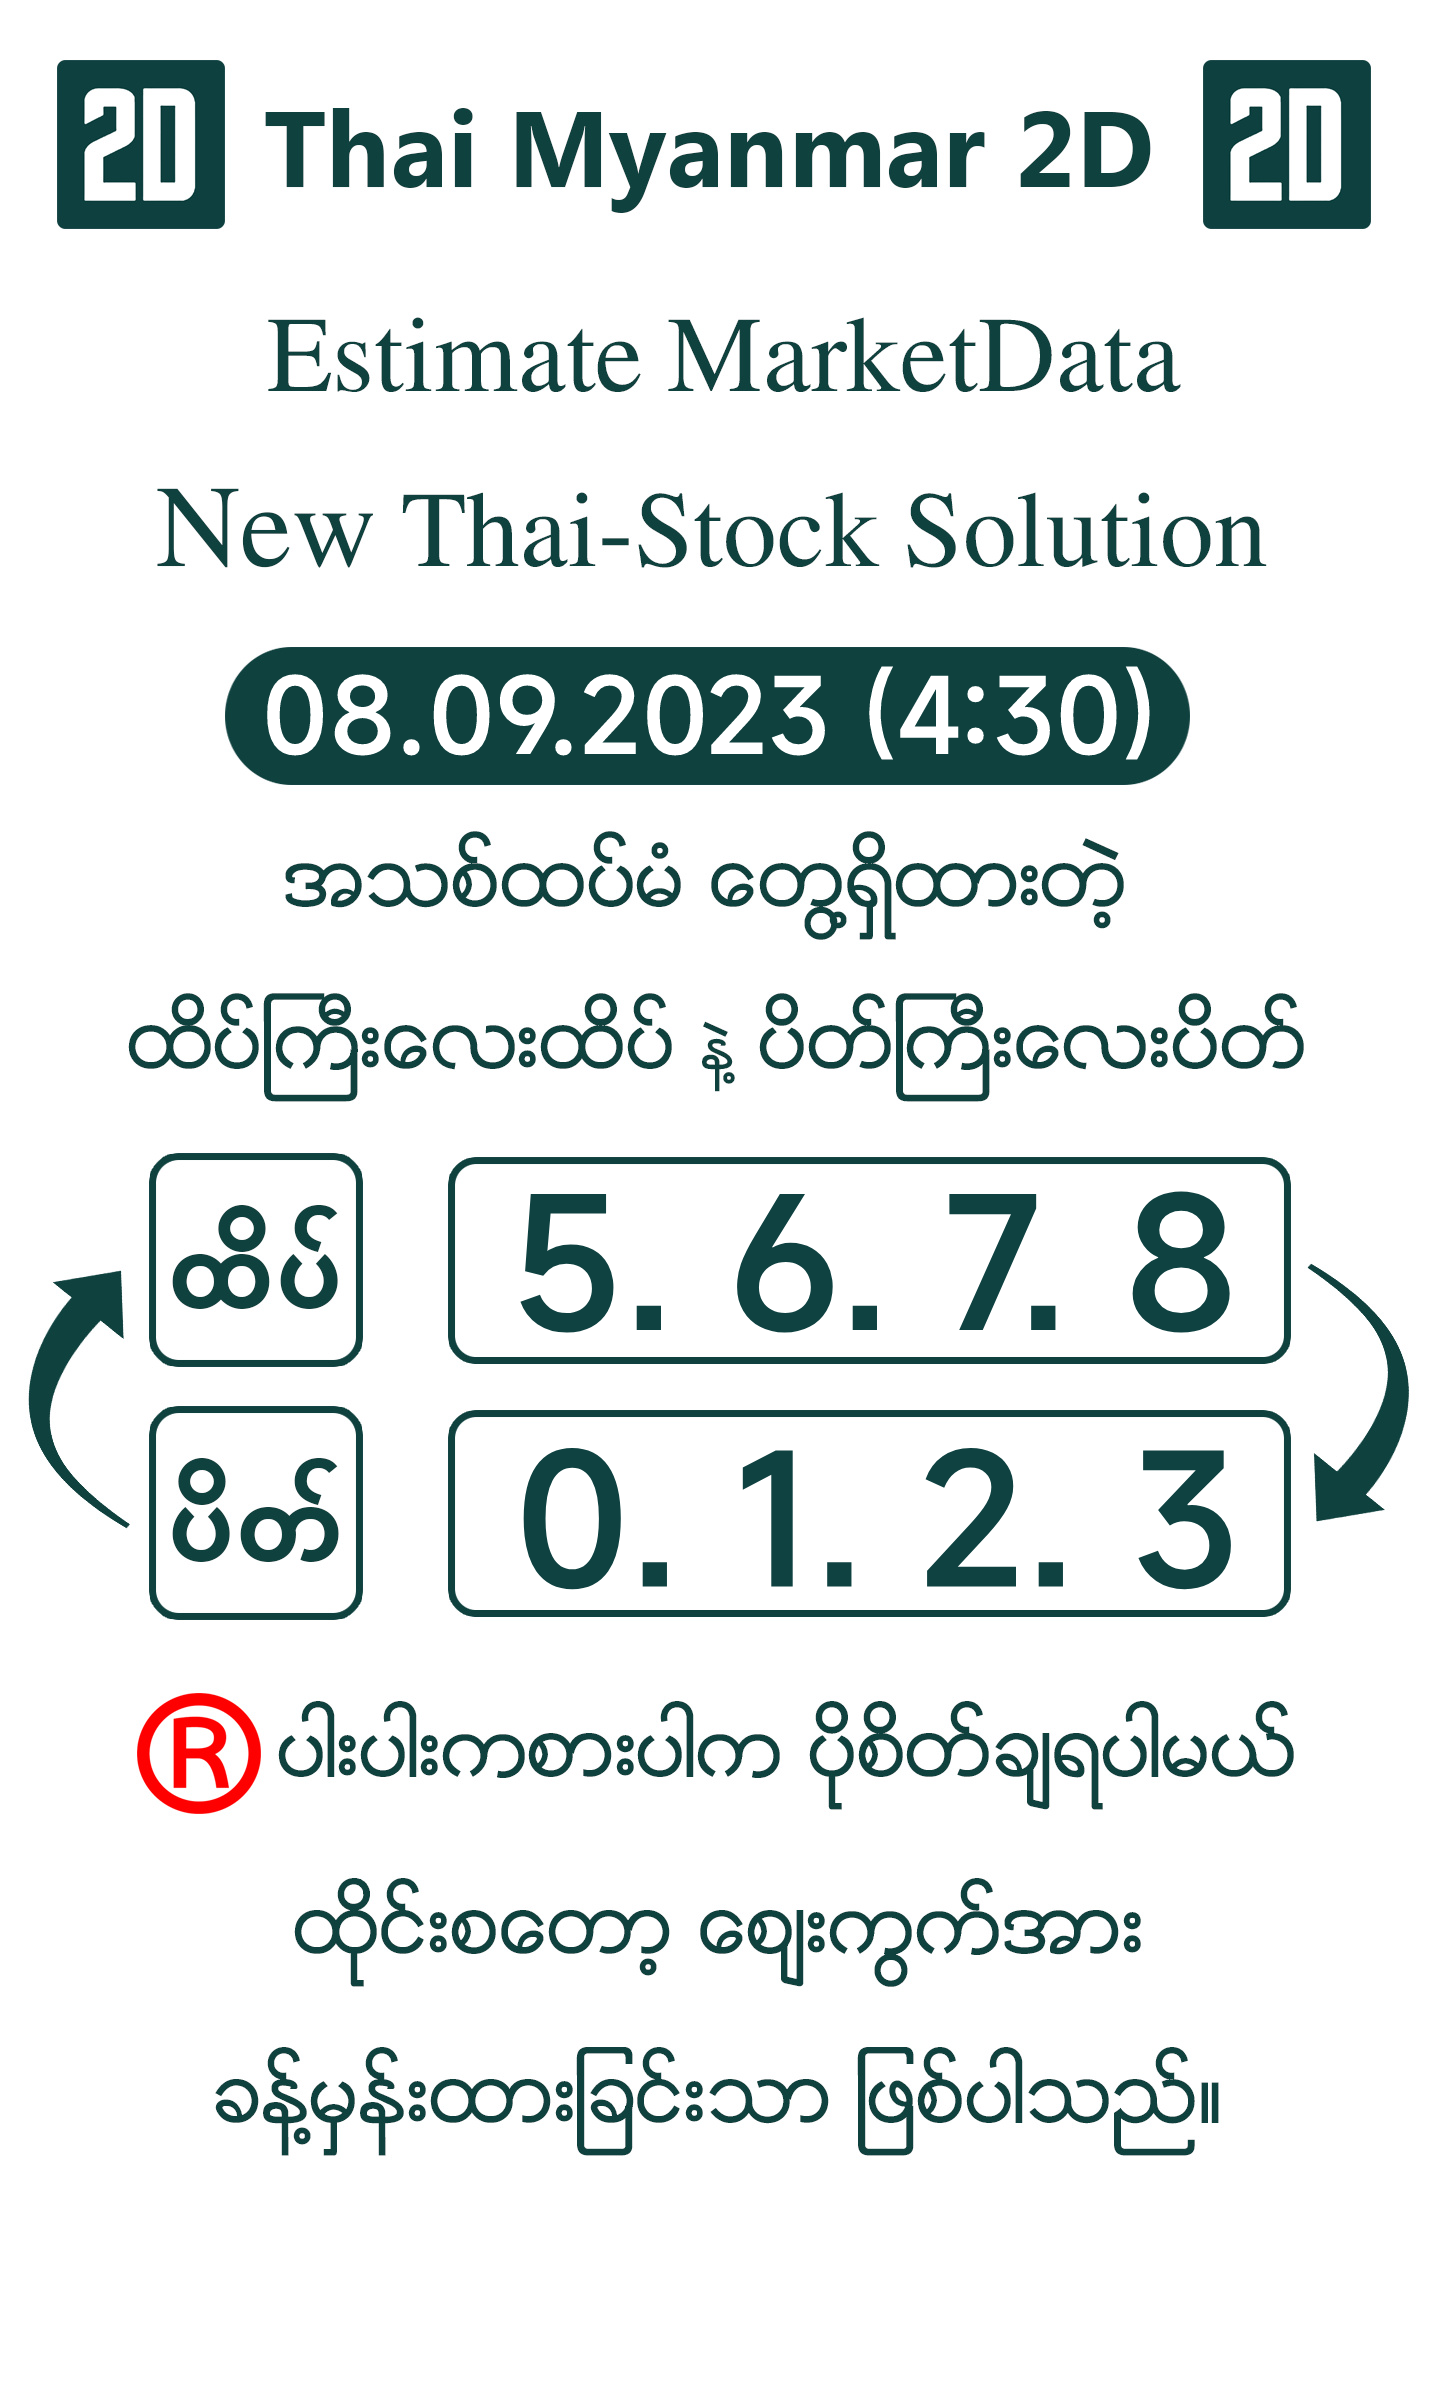 2D Thai Myanmar 2D 2D
Estimate MarketData
New Thai-Stock Solution
08.09.2023 (4:30)
အသစ်ထပ်မံ တွေ့ရှိထားတဲ့
ထိပ်ကြီးလေးထိပ် နဲ့ ပိတ်ကြီးလေးပိတ်
ထိပ် 5. 6. 7. 8
ပိတ် 0. 1. 2. 3
® ပါးပါးကစားပါက ပိုစိတ်ချရပါမယ်
ထိုင်းစတော့ ဈေးကွက်အား
ခန့်မှန်းထားခြင်းသာ ဖြစ်ပါသည်။